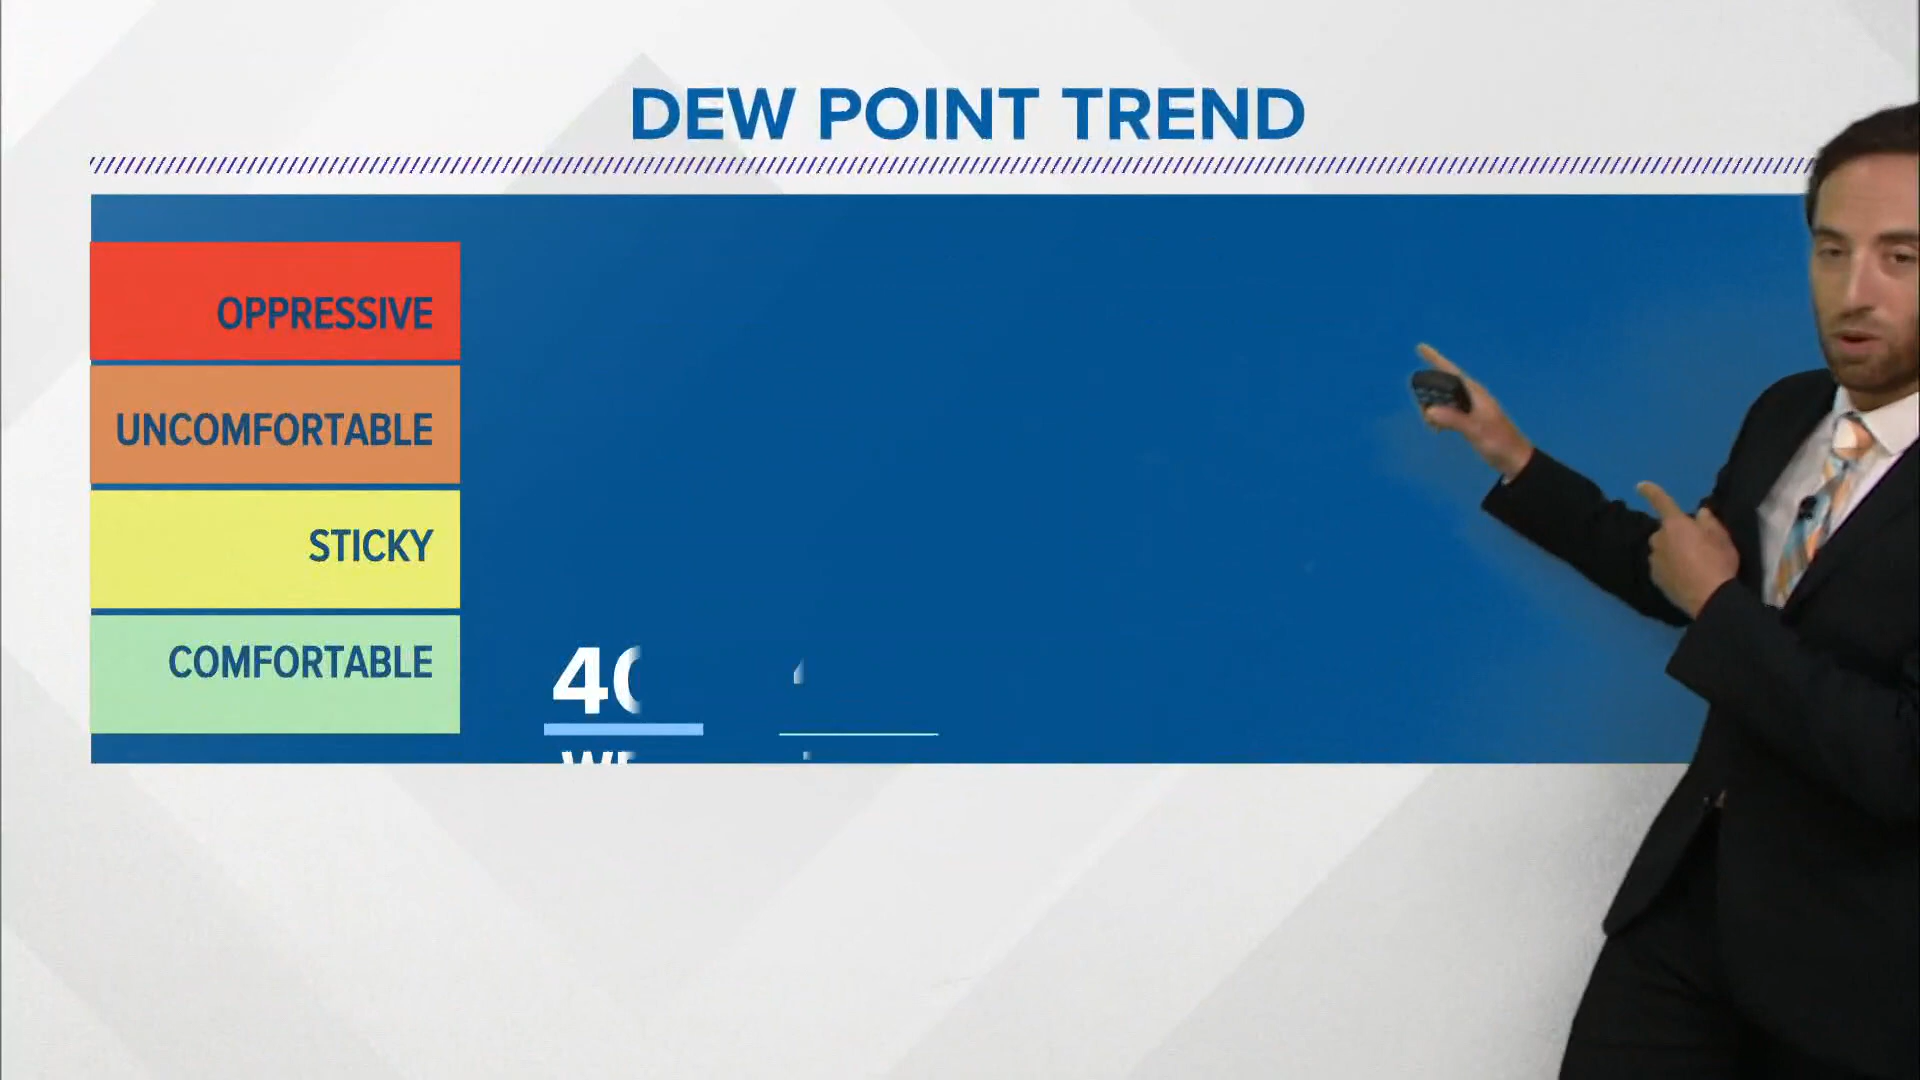 DEW POINT TREND
OPPRESSIVE
UNCOMFORTABLE
STICKY
COMFORTABLE